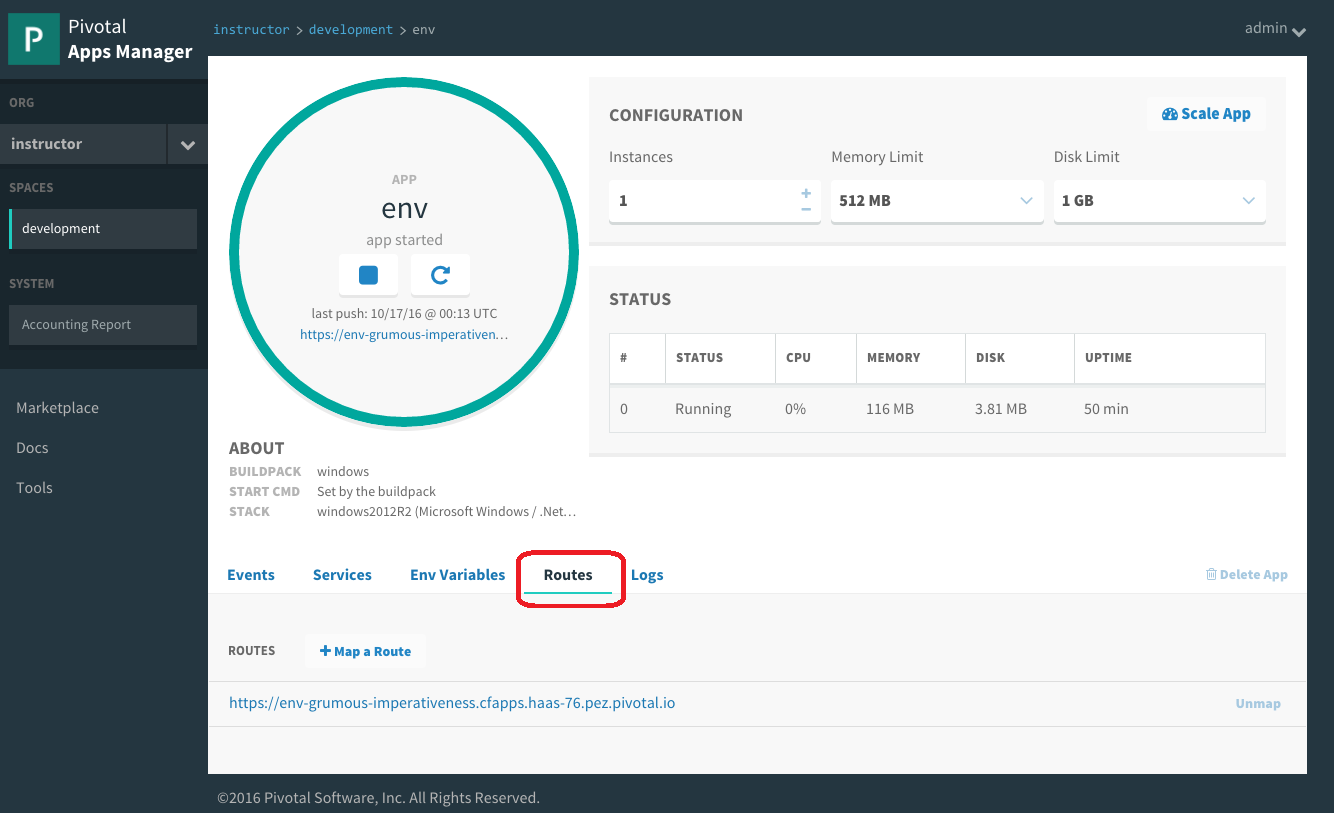 Pivotal
Apps Manager
instructor > development > env
admin
ORG
instructor
SPACES
development
SYSTEM
Accounting Report
Marketplace
Docs
Tools
APP
env
app started
last push: 10/17/16 @ 00:13 UTC
https://env-grumous-imperativen…
CONFIGURATION
Scale App
Instances Memory Limit Disk Limit
1 512 MB 1 GB
STATUS
# STATUS CPU MEMORY DISK UPTIME
0 Running 0% 116 MB 3.81 MB 50 min
ABOUT
BUILDPACK windows
START CMD Set by the buildpack
STACK windows2012R2 (Microsoft Windows / .Net…
Events Services Env Variables Routes Logs Delete App
ROUTES + Map a Route
https://env-grumous-imperativeness.cfapps.haas-76.pez.pivotal.io Unmap
©2016 Pivotal Software, Inc. All Rights Reserved.